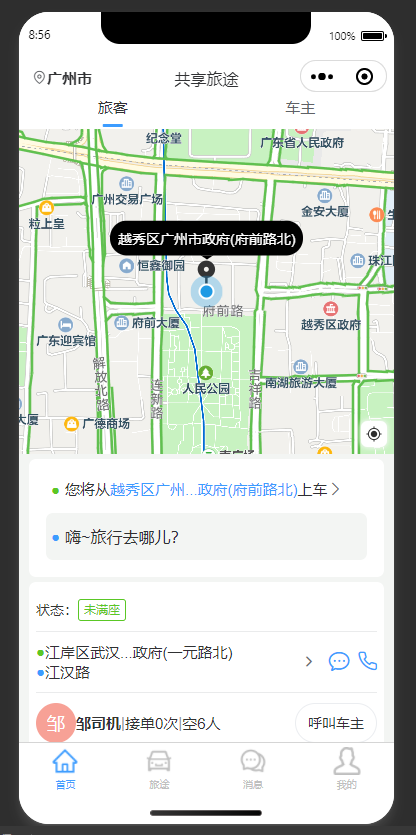 8:56
100%
广州市
共享旅途
旅客
车主
纪念堂
广东省人民政府
广州交易广场
粒上皇
金安大厦
越秀区广州市政府(府前路北)
恒鑫御园
珠江
府前路
府前大厦
越秀区政府
广东迎宾馆
解放北路
连新路
人民公园
吉祥路
南湖旅游大厦
大厦
广德商场
您将从越秀区广州...政府(府前路北)上车
嗨~旅行去哪儿?
状态:
未满座
江岸区武汉...政府(一元路北)
江汉路
邹
邹司机|接单0次|空6人
呼叫车主
首页
旅途
消息
我的